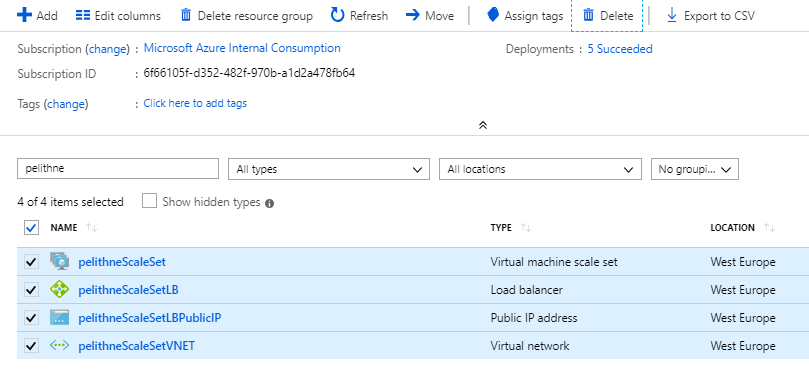 Add Edit columns Delete resource group Refresh Move Assign tags Delete Export to CSV
Subscription (change) : Microsoft Azure Internal Consumption Deployments : 5 Succeeded
Subscription ID : 6f66105f-d352-482f-970b-a1d2a478fb64
Tags (change) : Click here to add tags
pelithne All types All locations No groupi...
4 of 4 items selected Show hidden types
NAME TYPE LOCATION
pelithneScaleSet Virtual machine scale set West Europe
pelithneScaleSetLB Load balancer West Europe
pelithneScaleSetLBPublicIP Public IP address West Europe
pelithneScaleSetVNET Virtual network West Europe